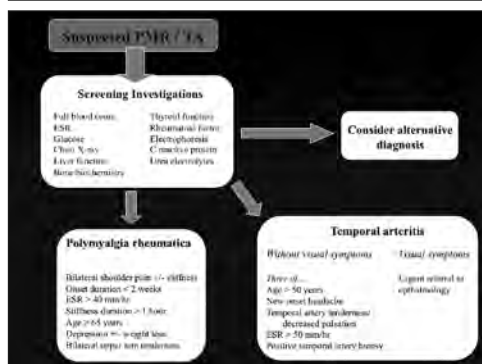 Suspected PMR / TA
Screening Investigations
Full blood count
ESR
Glucose
Chest X-ray
Liver function
Bone biochemistry
Thyroid function
Rheumatoid factor
Electrophoresis
C reactive protein
Urea electrolytes
Consider alternative
diagnosis
Polymyalgia rheumatica
Bilateral shoulder pain +/- stiffness
Onset duration < 2 weeks
ESR > 40 mm/hr
Stiffness duration > 1 hour
Age > 65 years
Depression +/- weight loss
Bilateral upper arm tenderness
Temporal arteritis
Without visual symptoms
Three of...
Age > 50 years
New onset headache
Temporal artery tenderness/
decreased pulsation
ESR > 50 mm/hr
Positive temporal artery biopsy
Visual symptoms
Urgent referral to
opthalmology